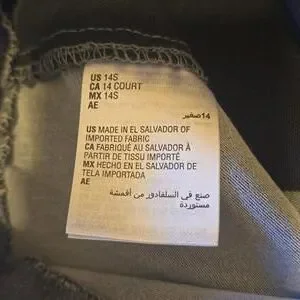 US 14S
CA 14 COURT
MX 14S
AE
14 صغير
US MADE IN EL SALVADOR OF
IMPORTED FABRIC
CA FABRIQUÉ AU SALVADOR À
PARTIR DE TISSU IMPORTÉ
MX HECHO EN EL SALVADOR DE
TELA IMPORTADA
AE
صنع في السلفادور من أقمشة
مستوردة